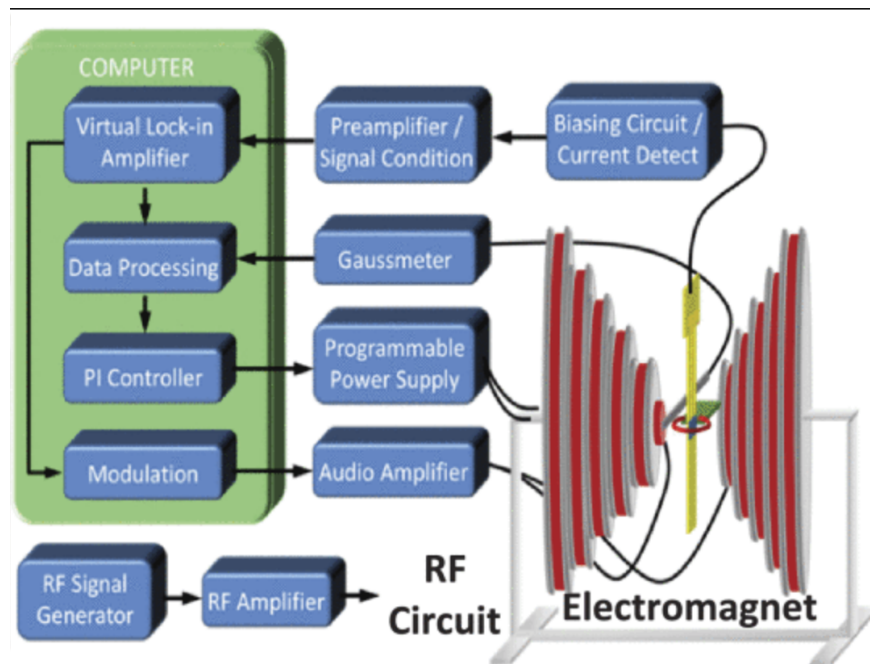 COMPUTER
Virtual Lock-in
Amplifier
Preamplifier /
Signal Condition
Biasing Circuit /
Current Detect
Data Processing
Gaussmeter
PI Controller
Programmable
Power Supply
Modulation
Audio Amplifier
RF Signal
Generator
RF Amplifier
RF
Circuit
Electromagnet